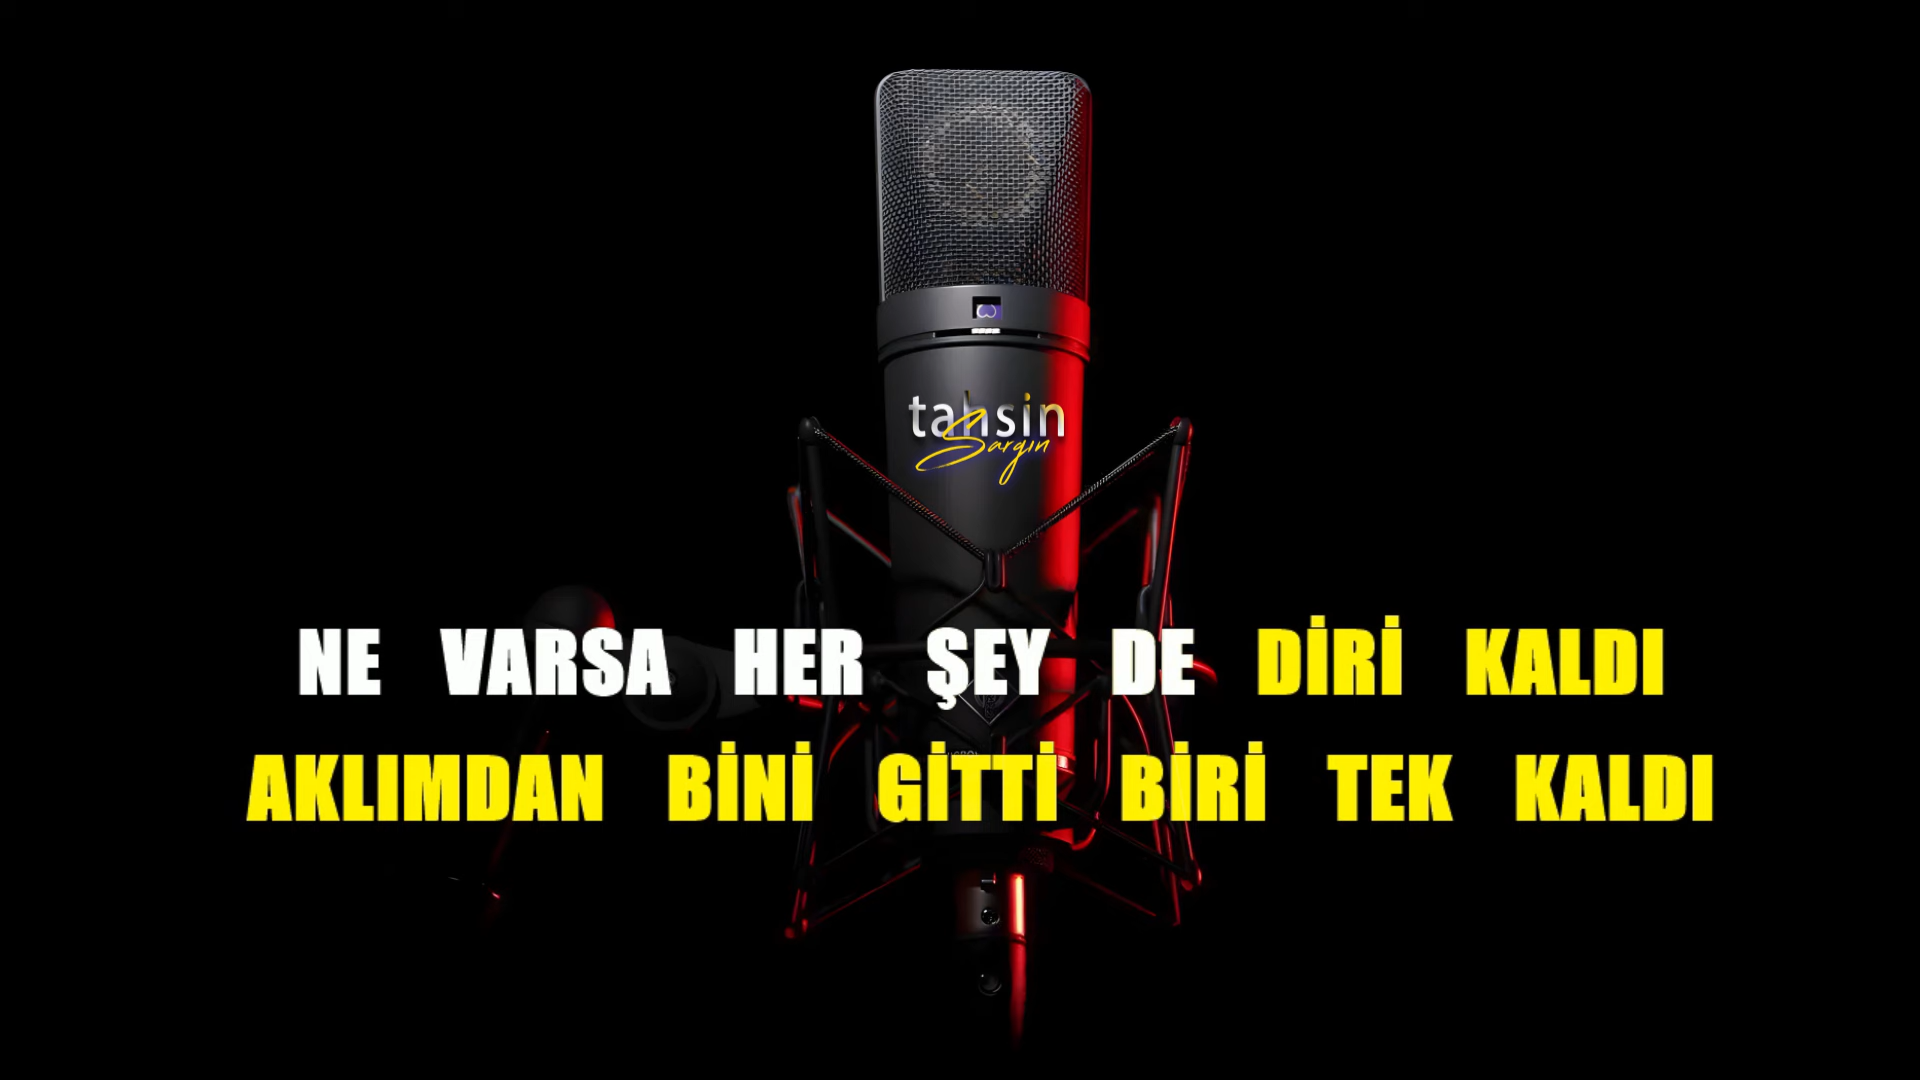 tahsin
Sargın
NE VARSA HER ŞEY DE DİRİ KALDI
AKLIMDAN BİNİ GİTTİ BİRİ TEK KALDI